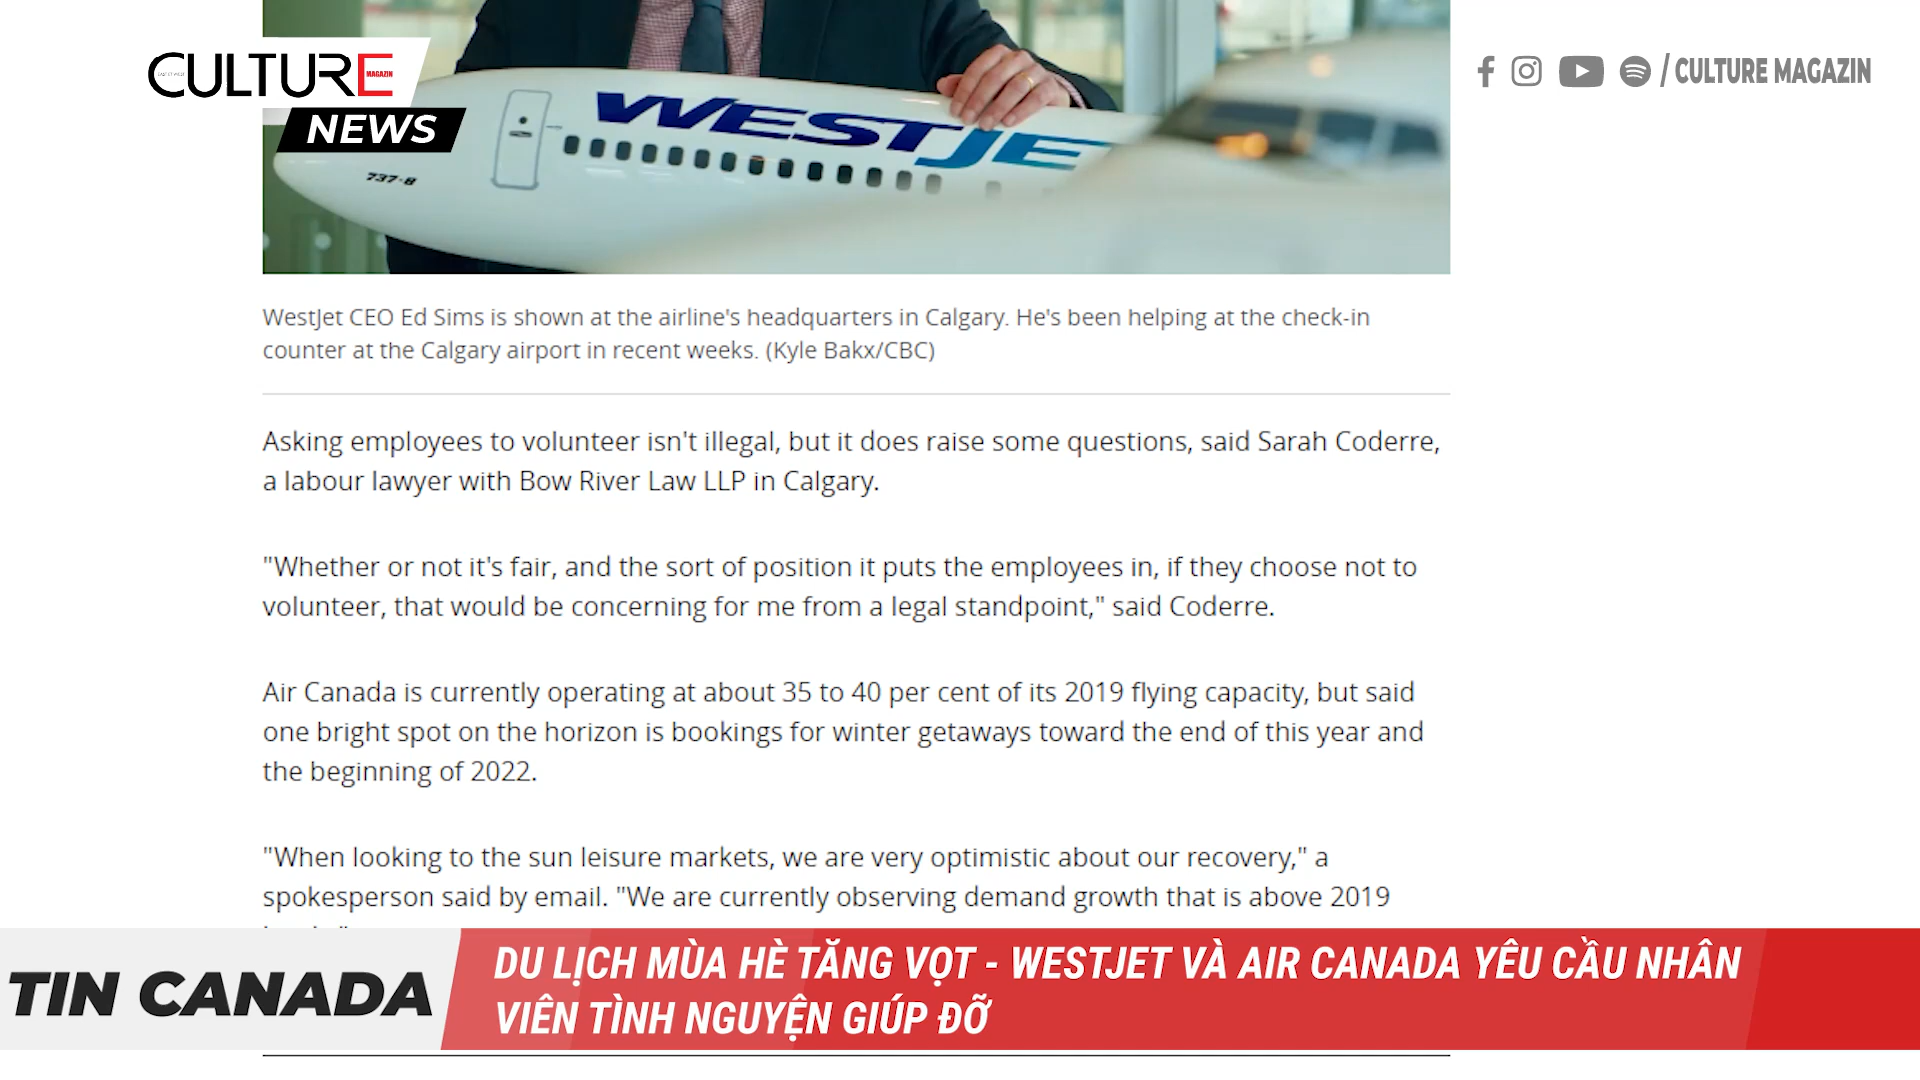 CULTURE
MAGAZIN
NEWS
/ CULTURE MAGAZIN
WESTJE
737-8
WestJet CEO Ed Sims is shown at the airline's headquarters in Calgary. He's been helping at the check-in
counter at the Calgary airport in recent weeks. (Kyle Bakx/CBC)
Asking employees to volunteer isn't illegal, but it does raise some questions, said Sarah Coderre,
a labour lawyer with Bow River Law LLP in Calgary.
"Whether or not it's fair, and the sort of position it puts the employees in, if they choose not to
volunteer, that would be concerning for me from a legal standpoint," said Coderre.
Air Canada is currently operating at about 35 to 40 per cent of its 2019 flying capacity, but said
one bright spot on the horizon is bookings for winter getaways toward the end of this year and
the beginning of 2022.
"When looking to the sun leisure markets, we are very optimistic about our recovery," a
spokesperson said by email. "We are currently observing demand growth that is above 2019
TIN CANADA
DU LỊCH MÙA HÈ TĂNG VỌT - WESTJET VÀ AIR CANADA YÊU CẦU NHÂN
VIÊN TÌNH NGUYỆN GIÚP ĐỠ